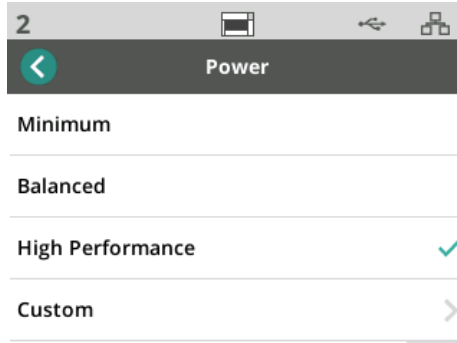 2
Power
Minimum
Balanced
High Performance
Custom